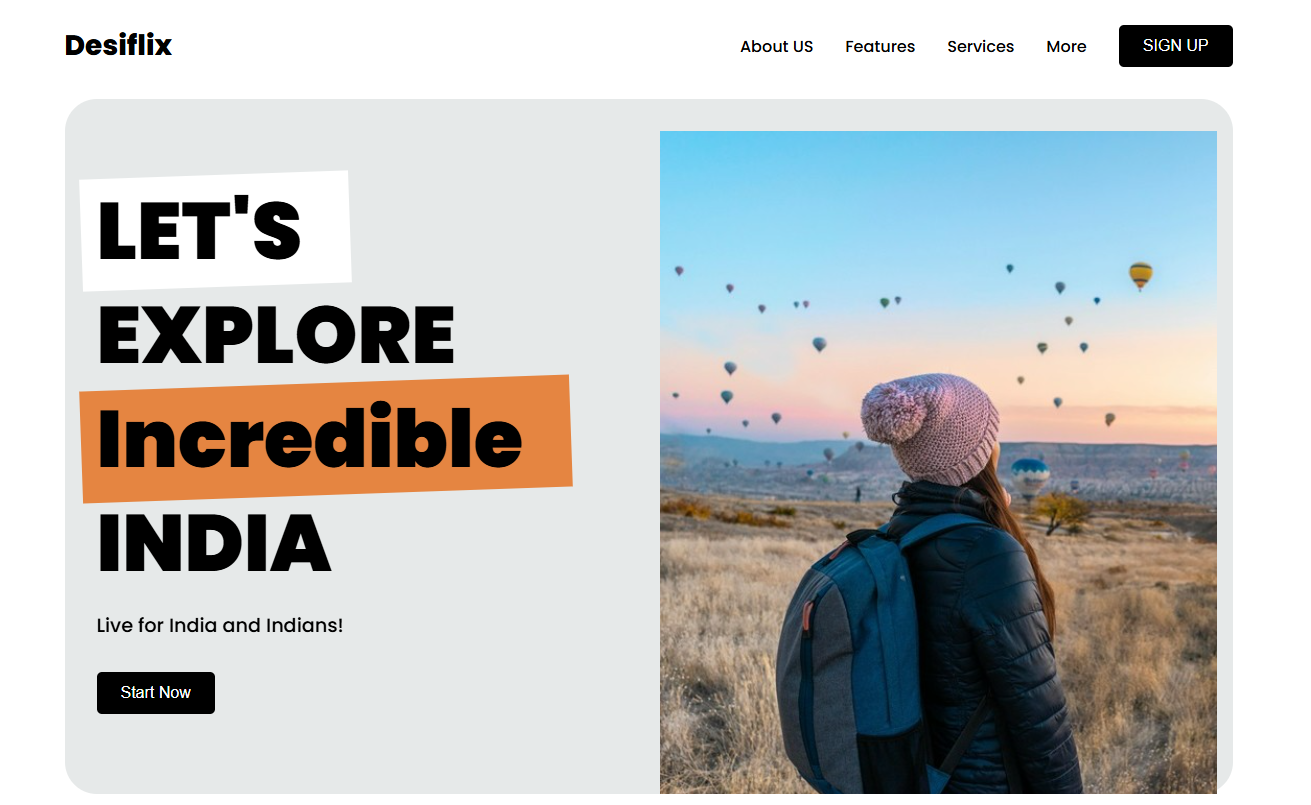 Desiflix
About US Features Services More SIGN UP
LET'S
EXPLORE
Incredible
INDIA
Live for India and Indians!
Start Now